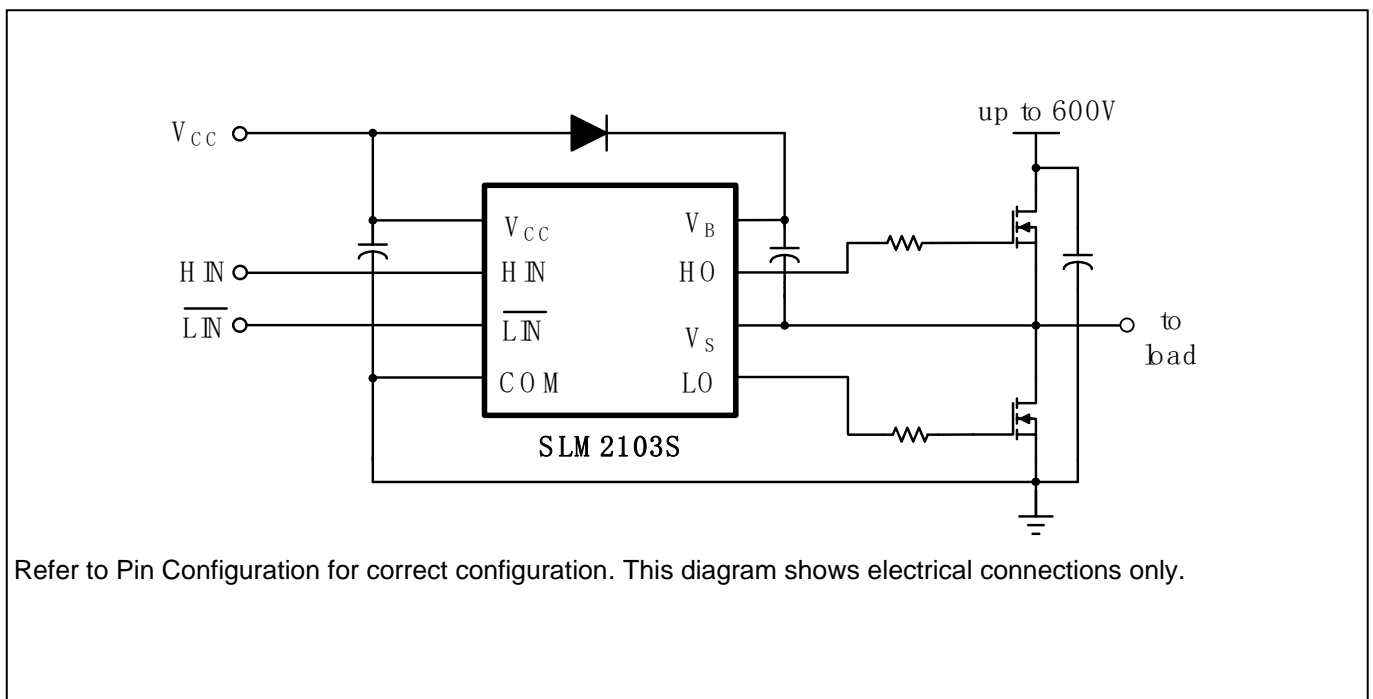 up to 600V
VCC
VCC
VB
HIN
HIN
HO
LIN
LIN
VS
to
load
COM
LO
SLM2103S
Refer to Pin Configuration for correct configuration. This diagram shows electrical connections only.